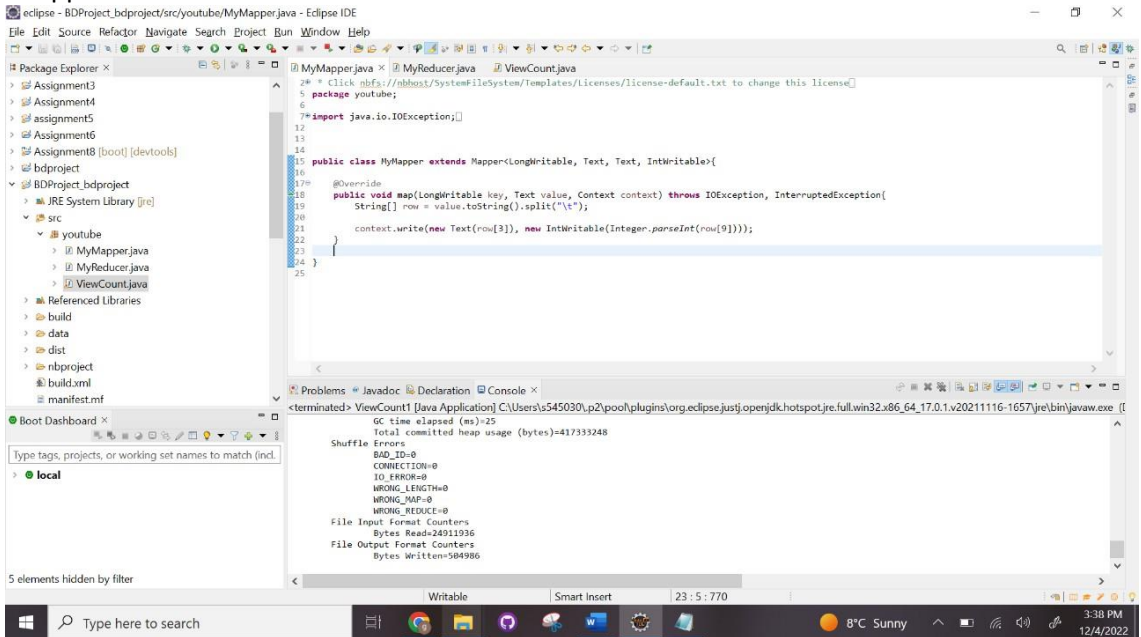 eclipse - BDProject_bdproject/src/youtube/MyMapper.java - Eclipse IDE
File Edit Source Refactor Navigate Search Project Run Window Help
Package Explorer ×
Assignment3
Assignment4
assignment5
Assignment6
Assignment8 [boot] [devtools]
bdproject
BDProject_bdproject
JRE System Library [jre]
src
youtube
MyMapper.java
MyReducer.java
ViewCount.java
Referenced Libraries
build
data
dist
nbproject
build.xml
manifest.mf
MyMapper.java × MyReducer.java ViewCount.java
2 * Click nbfs://nbhost/SystemFileSystem/Templates/Licenses/license-default.txt to change this license
5 package youtube;
6
7 import java.io.IOException;
12
13
14
15 public class MyMapper extends Mapper<LongWritable, Text, Text, IntWritable>{
16
17 @Override
18 public void map(LongWritable key, Text value, Context context) throws IOException, InterruptedException{
19 String[] row = value.toString().split("\t");
20
21 context.write(new Text(row[3]), new IntWritable(Integer.parseInt(row[9])));
22 }
23
24 }
25
Boot Dashboard ×
Type tags, projects, or working set names to match (incl.
local
5 elements hidden by filter
Problems Javadoc Declaration Console ×
<terminated> ViewCount1 [Java Application] C:\Users\s545030\.p2\pool\plugins\org.eclipse.justj.openjdk.hotspot.jre.full.win32.x86_64_17.0.1.v20211116-1657\jre\bin\javaw.exe
GC time elapsed (ms)=25
Total committed heap usage (bytes)=417333248
Shuffle Errors
BAD_ID=0
CONNECTION=0
IO_ERROR=0
WRONG_LENGTH=0
WRONG_MAP=0
WRONG_REDUCE=0
File Input Format Counters
Bytes Read=24911936
File Output Format Counters
Bytes Written=504986
Writable Smart Insert 23 : 5 : 770
Type here to search
8°C Sunny
3:38 PM
12/4/2022